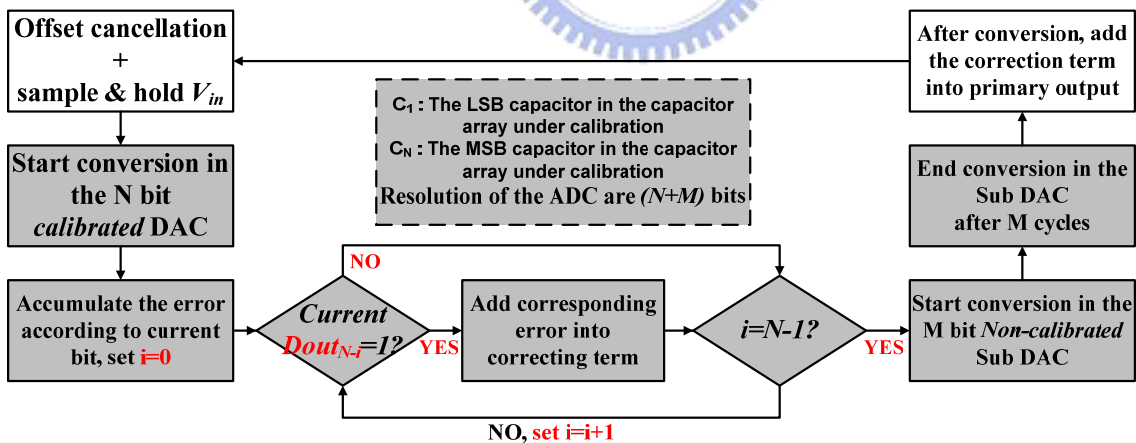 Offset cancellation
+
sample & hold Vin
Start conversion in
the N bit
calibrated DAC
Accumulate the error
according to current
bit, set i=0
C1 : The LSB capacitor in the capacitor
array under calibration
CN : The MSB capacitor in the capacitor
array under calibration
Resolution of the ADC are (N+M) bits
NO
Current
DoutN-i=1?
YES
Add corresponding
error into
correcting term
i=N-1?
YES
NO, set i=i+1
Start conversion in the
M bit Non-calibrated
Sub DAC
End conversion in the
Sub DAC
after M cycles
After conversion, add
the correction term
into primary output